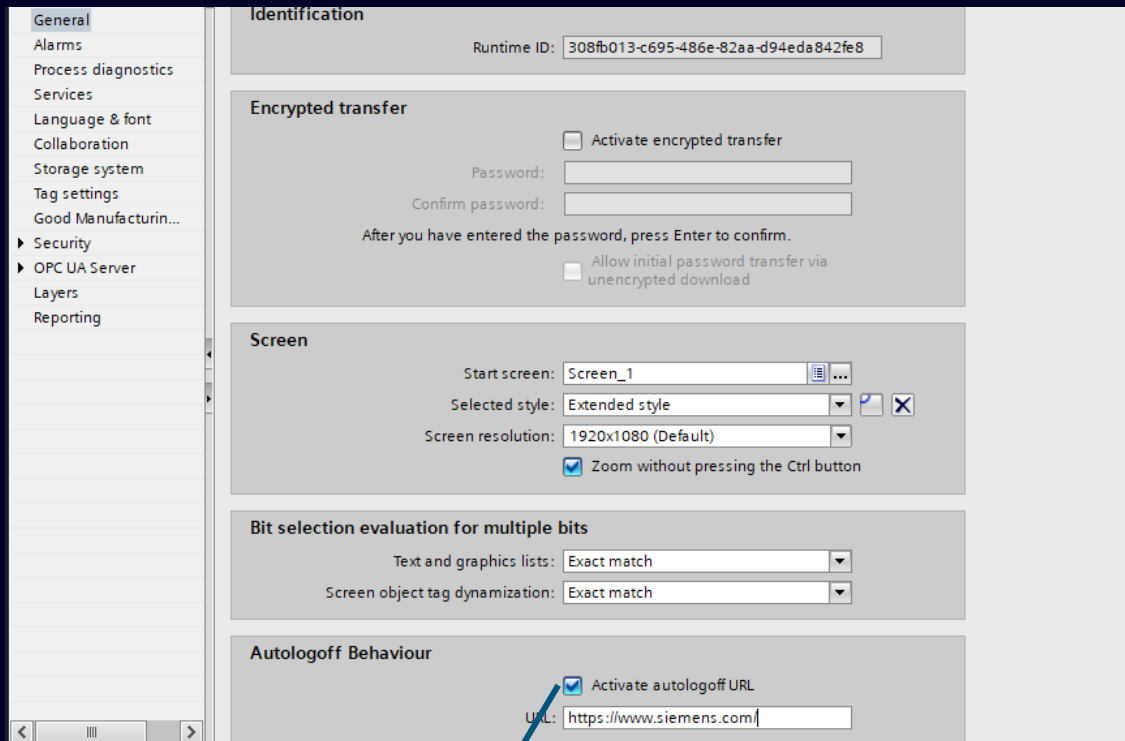 General
Alarms
Process diagnostics
Services
Language & font
Collaboration
Storage system
Tag settings
Good Manufacturin...
Security
OPC UA Server
Layers
Reporting
Identification
Runtime ID: 308fb013-c695-486e-82aa-d94eda842fe8
Encrypted transfer
Activate encrypted transfer
Password:
Confirm password:
After you have entered the password, press Enter to confirm.
Allow initial password transfer via
unencrypted download
Screen
Start screen: Screen_1
...
Selected style: Extended style
Screen resolution: 1920x1080 (Default)
Zoom without pressing the Ctrl button
Bit selection evaluation for multiple bits
Text and graphics lists: Exact match
Screen object tag dynamization: Exact match
Autologoff Behaviour
Activate autologoff URL
URL: https://www.siemens.com/